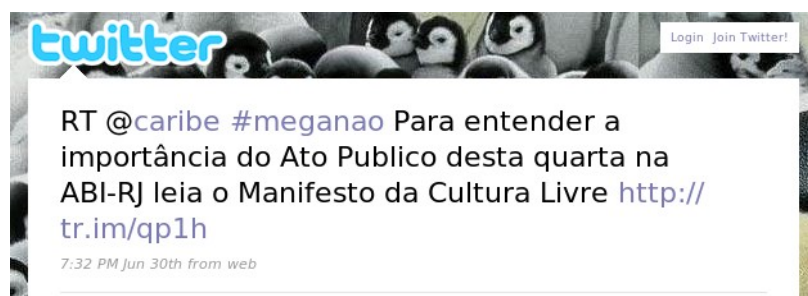 twitter
Login Join Twitter!
RT @caribe #meganao Para entender a
importância do Ato Publico desta quarta na
ABI-RJ leia o Manifesto da Cultura Livre http://
tr.im/qp1h
7:32 PM Jun 30th from web